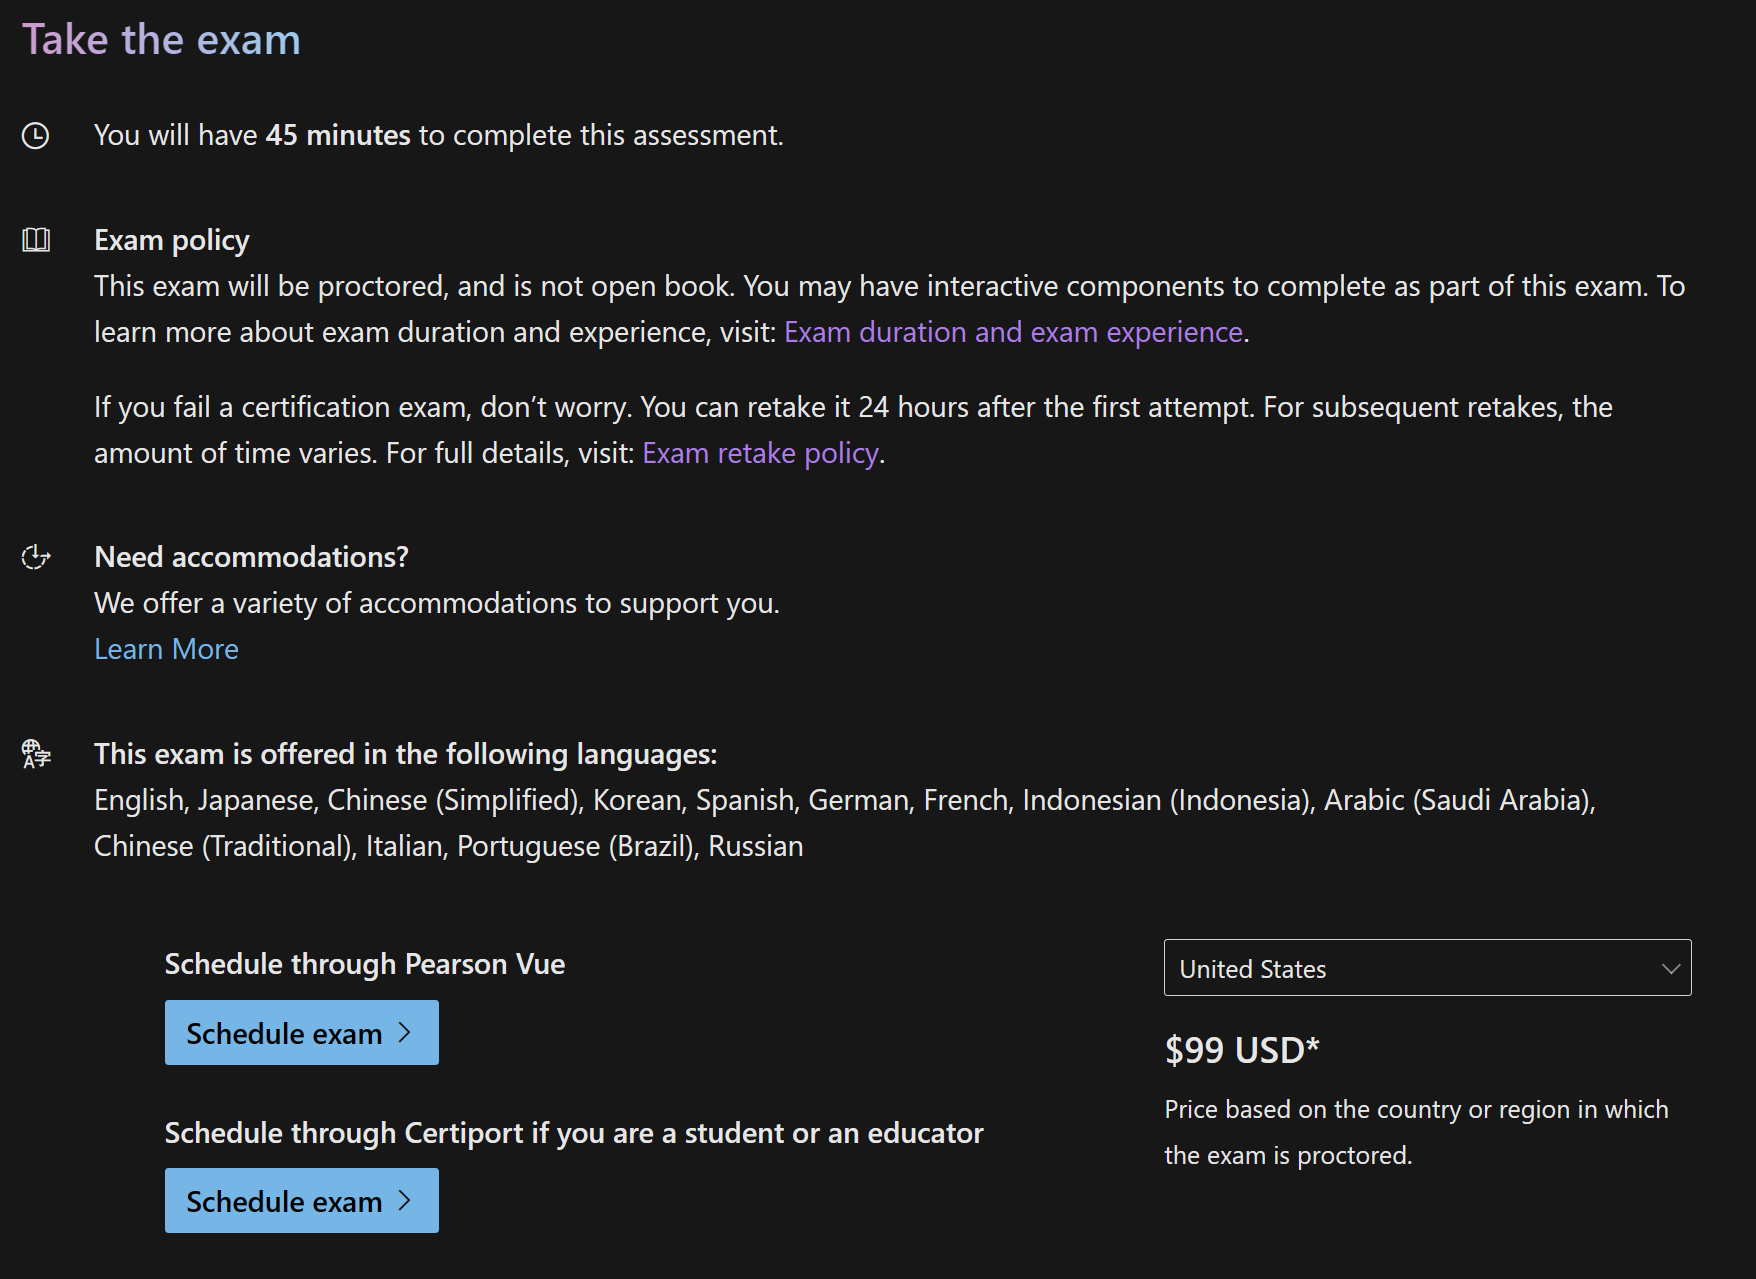 Take the exam
You will have 45 minutes to complete this assessment.
Exam policy
This exam will be proctored, and is not open book. You may have interactive components to complete as part of this exam. To
learn more about exam duration and experience, visit: Exam duration and exam experience.
If you fail a certification exam, don’t worry. You can retake it 24 hours after the first attempt. For subsequent retakes, the
amount of time varies. For full details, visit: Exam retake policy.
Need accommodations?
We offer a variety of accommodations to support you.
Learn More
This exam is offered in the following languages:
English, Japanese, Chinese (Simplified), Korean, Spanish, German, French, Indonesian (Indonesia), Arabic (Saudi Arabia),
Chinese (Traditional), Italian, Portuguese (Brazil), Russian
Schedule through Pearson Vue
Schedule exam
Schedule through Certiport if you are a student or an educator
Schedule exam
United States
$99 USD*
Price based on the country or region in which
the exam is proctored.